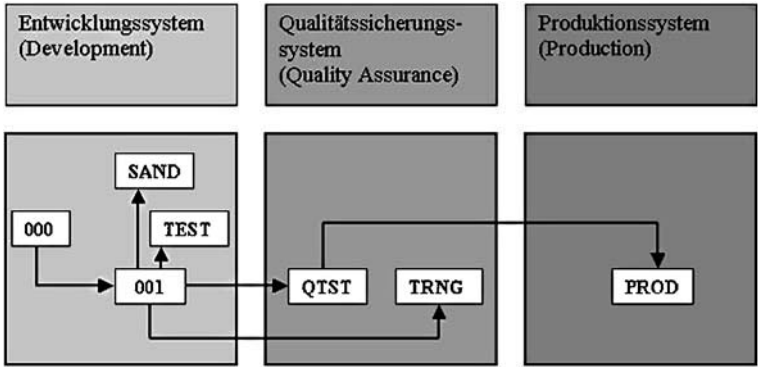 Entwicklungssystem
(Development)
Qualitätssicherungs-
system
(Quality Assurance)
Produktionssystem
(Production)
SAND
000
TEST
001
QTST
TRNG
PROD